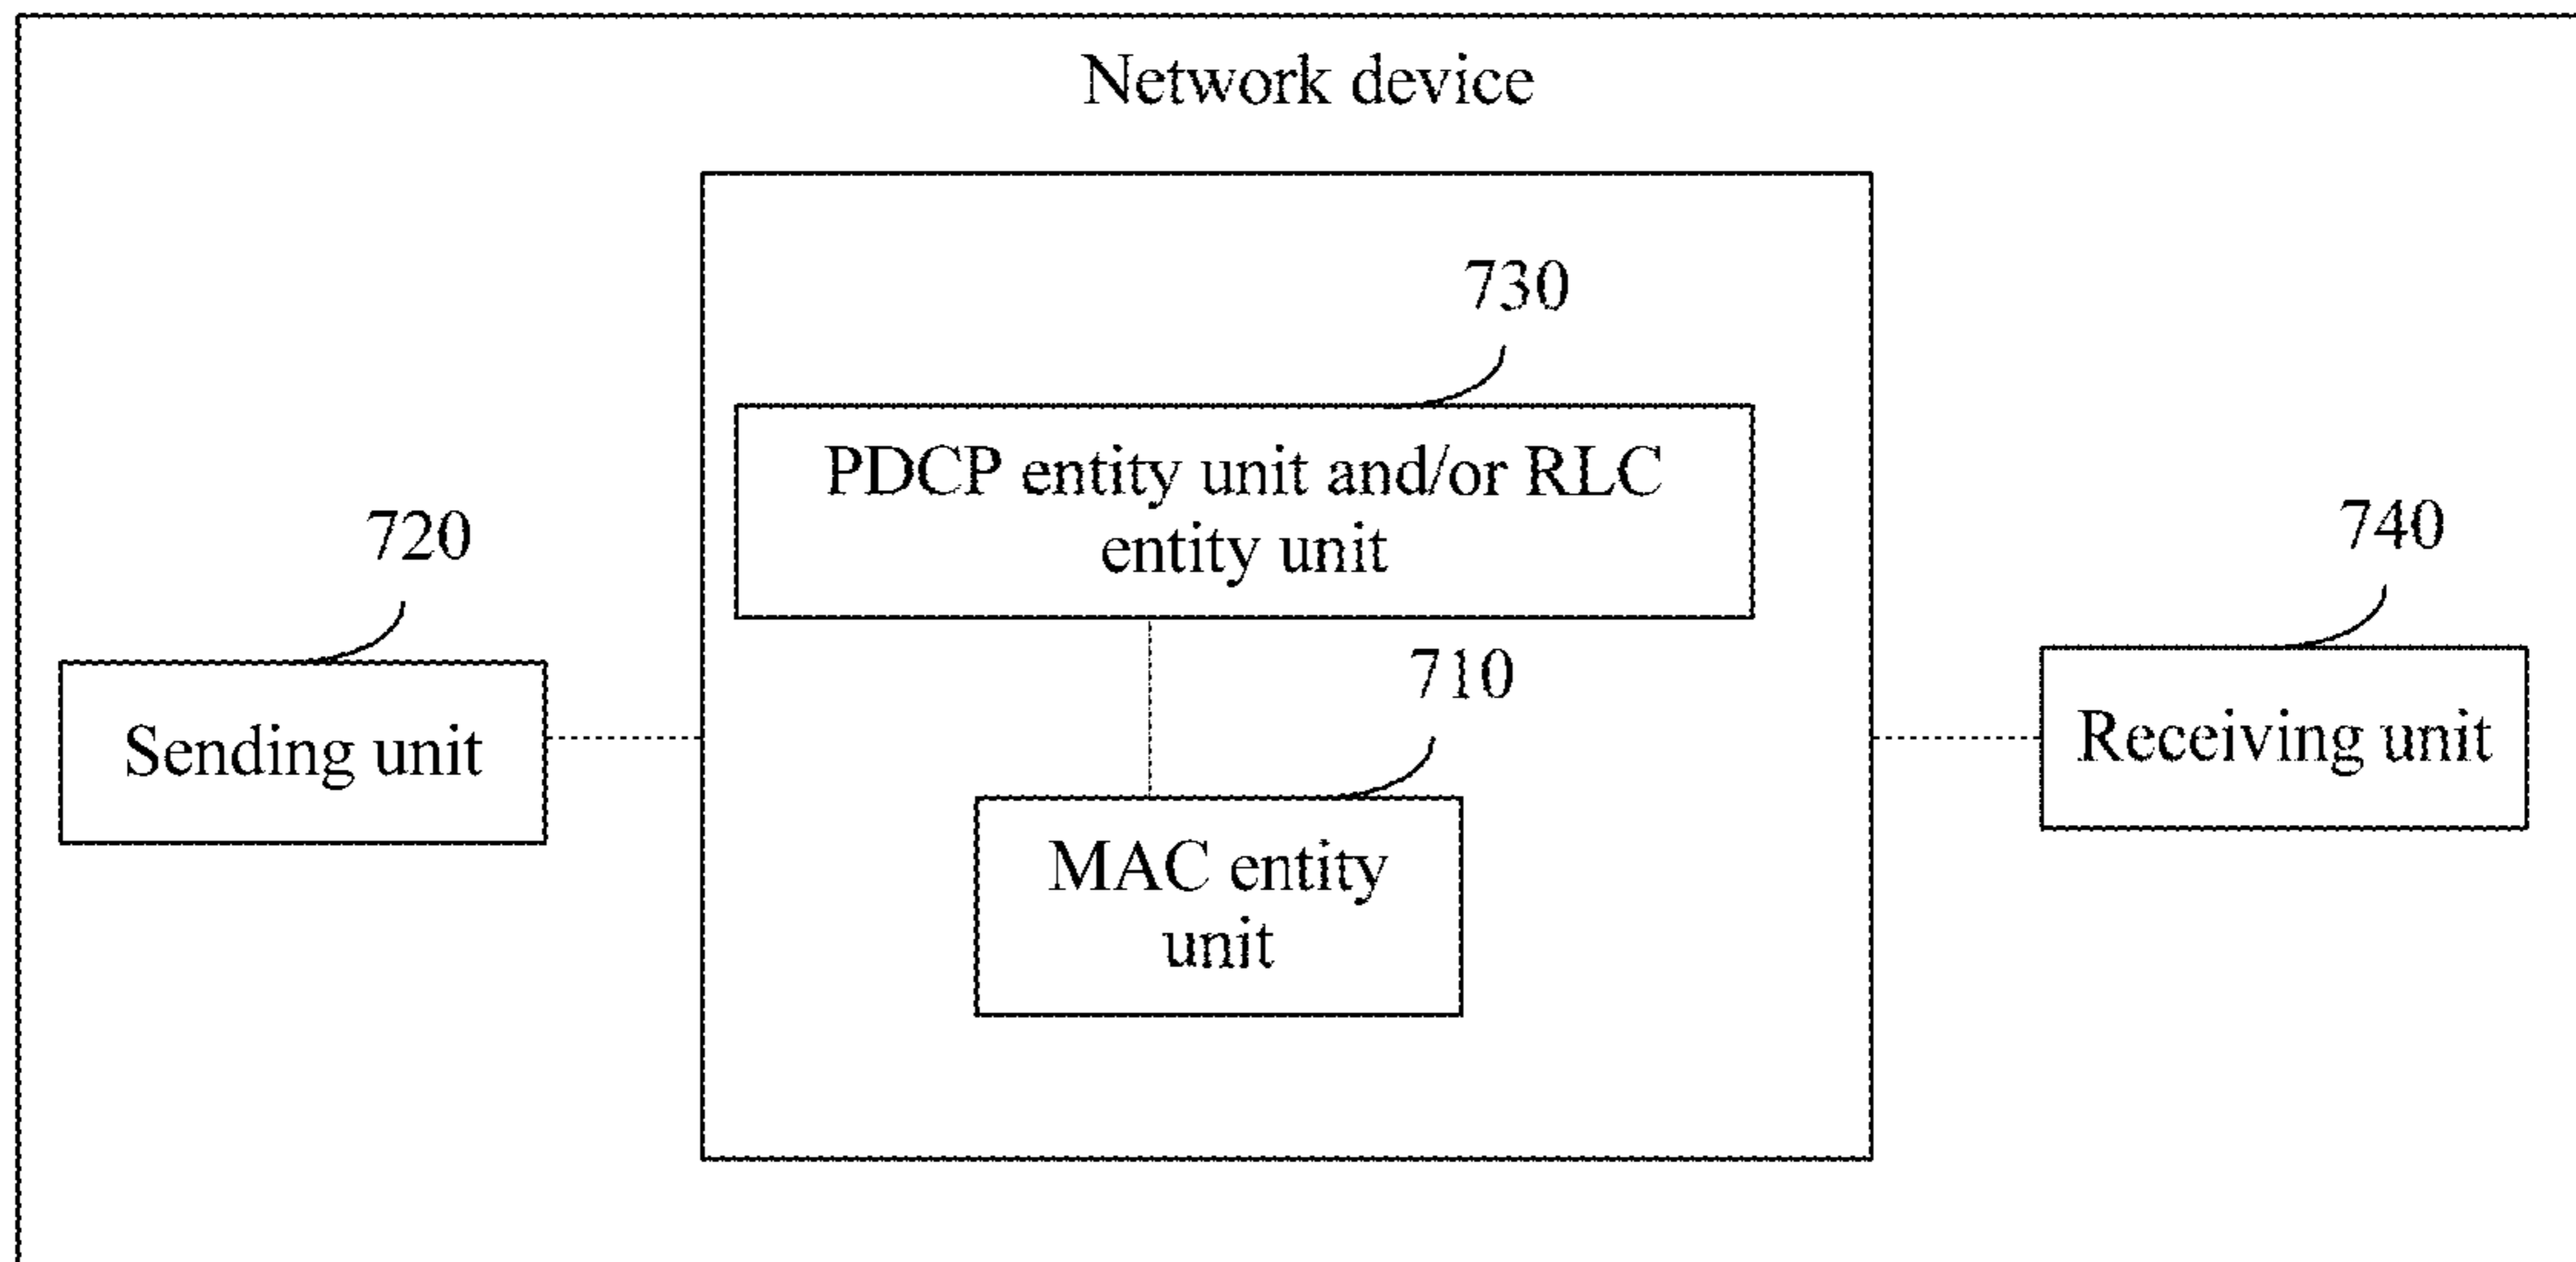 Network device
730
PDCP entity unit and/or RLC
entity unit
720
740
710
Sending unit
Receiving unit
MAC entity
unit